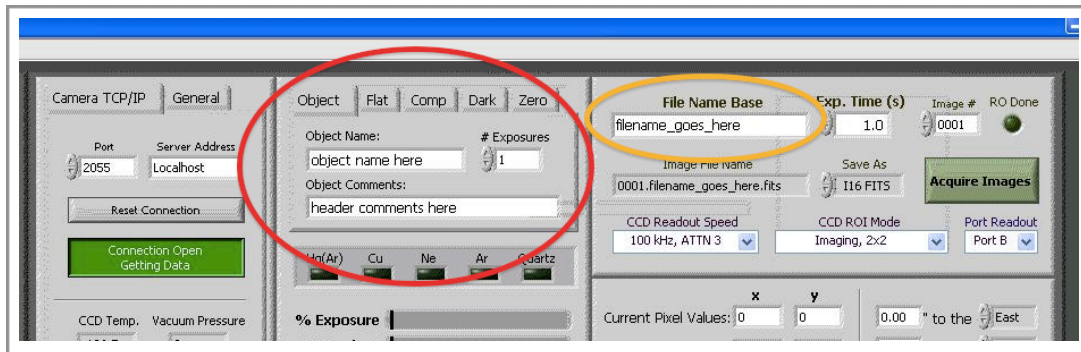 Camera TCP/IP General
Port Server Address
2055 Localhost
Reset Connection
Connection Open
Getting Data
CCD Temp. Vacuum Pressure
Object Flat Comp Dark Zero
Object Name: # Exposures
object name here 1
Object Comments:
header comments here
Hg(Ar) Cu Ne Ar Quartz
% Exposure
File Name Base Exp. Time (s) Image # RO Done
filename_goes_here 1.0 0001
Image File Name Save As
0001.filename_goes_here.fits I16 FITS Acquire Images
CCD Readout Speed CCD ROI Mode Port Readout
100 kHz, ATTN 3 Imaging, 2x2 Port B
x y
Current Pixel Values: 0 0 0.00 " to the East